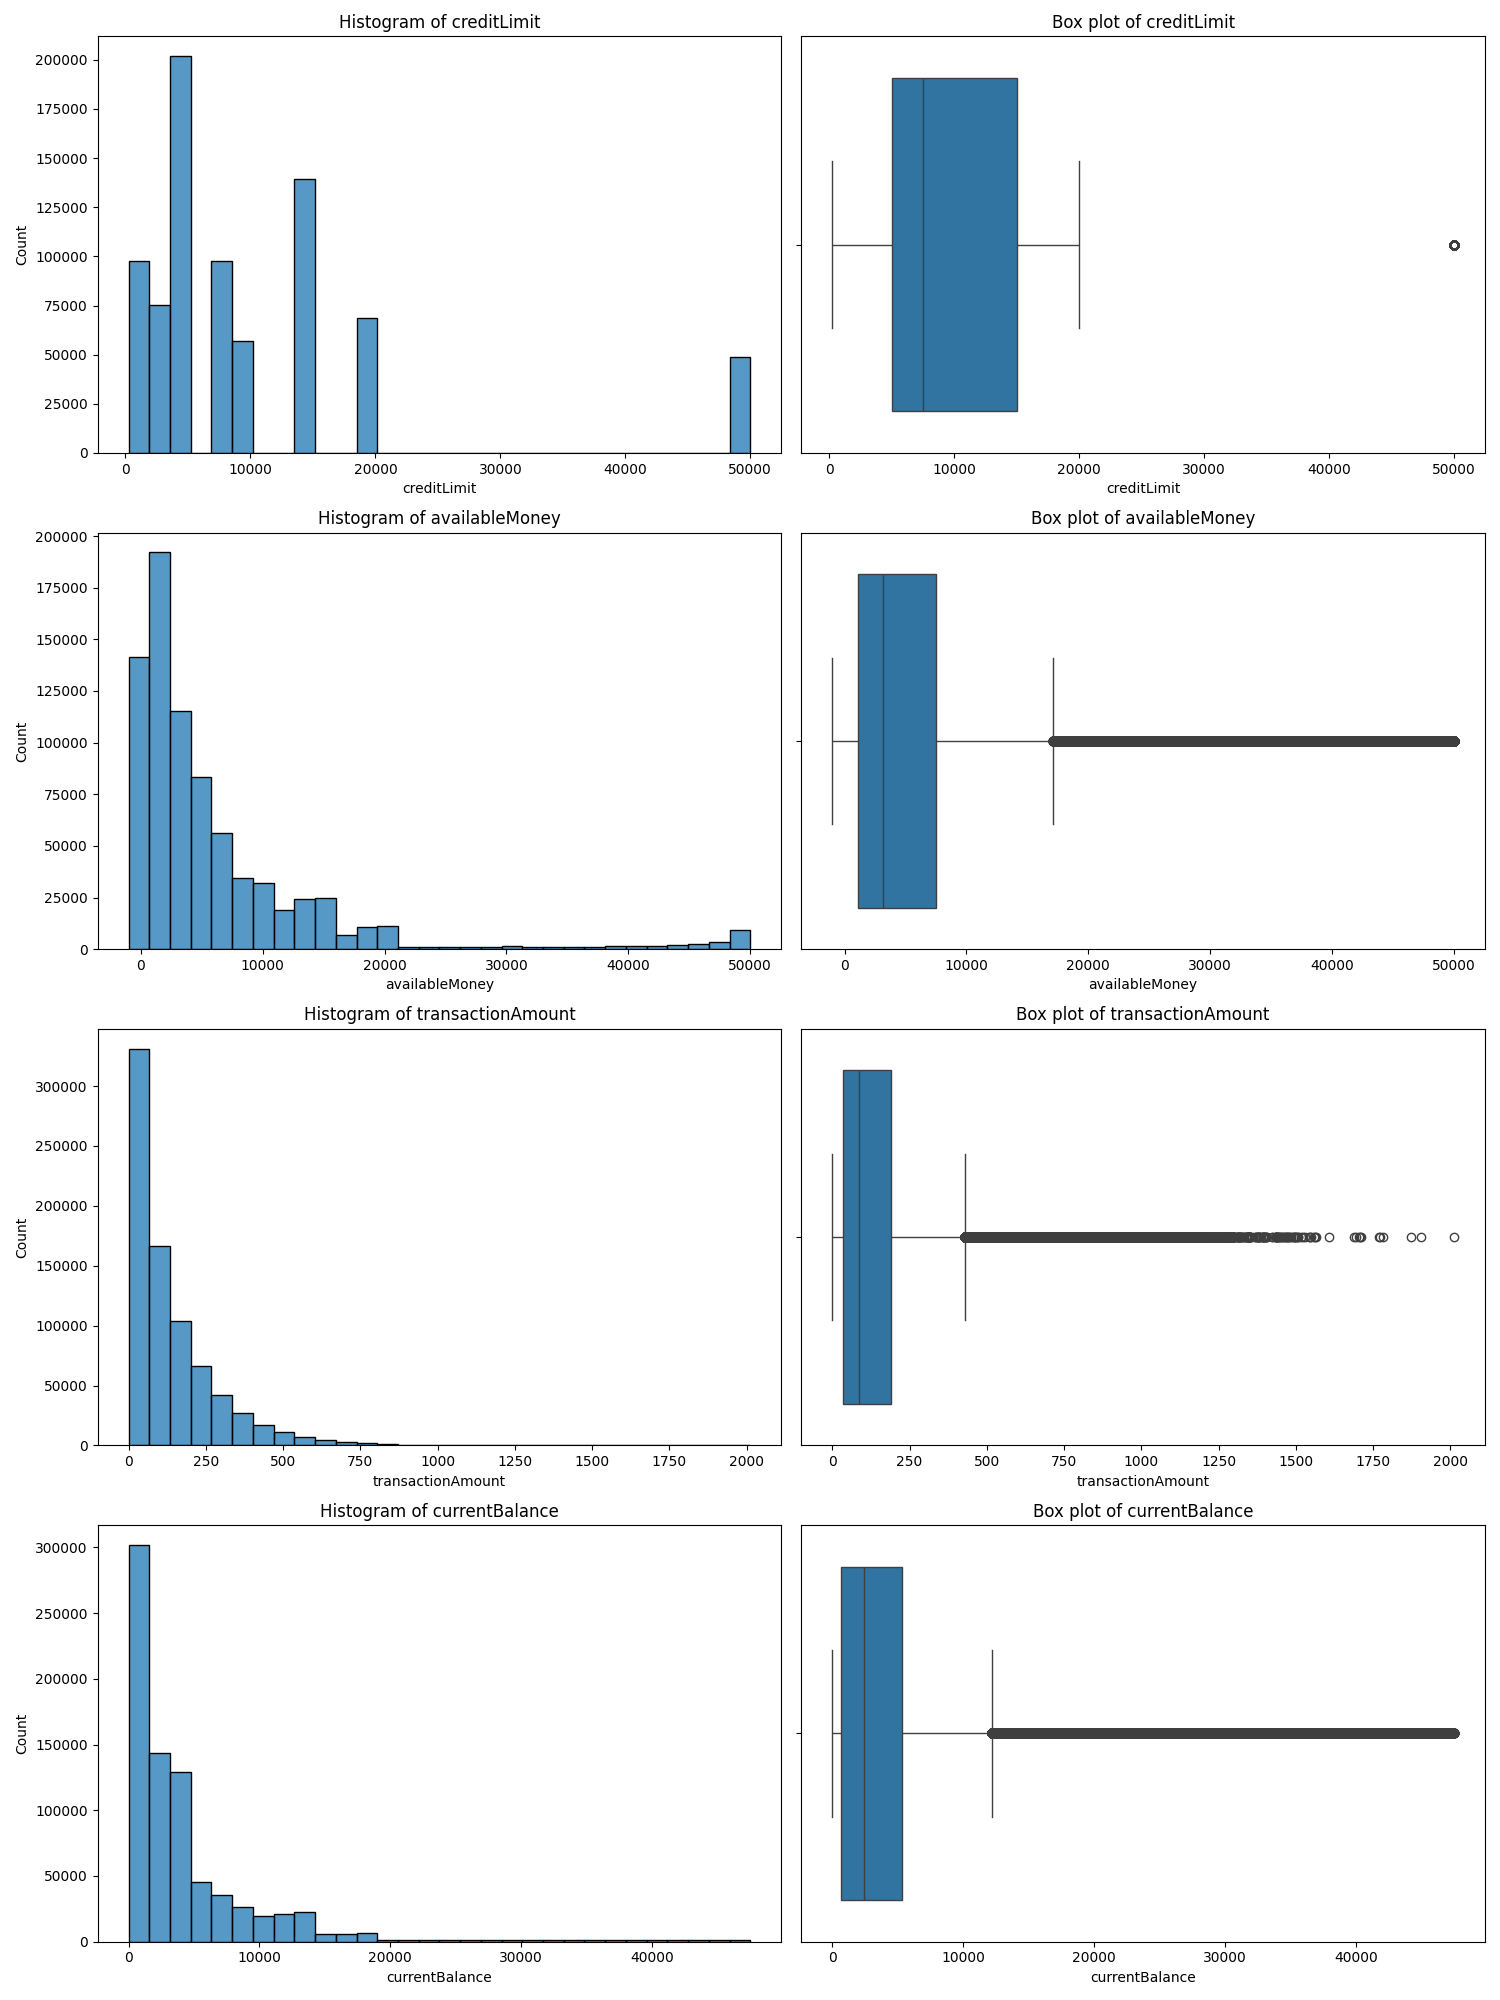 Histogram of creditLimit
Box plot of creditLimit
200000
175000
150000
125000
100000
75000
50000
25000
0
Count
0 10000 20000 30000 40000 50000
creditLimit
0 10000 20000 30000 40000 50000
creditLimit
Histogram of availableMoney
Box plot of availableMoney
200000
175000
150000
125000
100000
75000
50000
25000
0
Count
0 10000 20000 30000 40000 50000
availableMoney
0 10000 20000 30000 40000 50000
availableMoney
Histogram of transactionAmount
Box plot of transactionAmount
300000
250000
200000
150000
100000
50000
0
Count
0 250 500 750 1000 1250 1500 1750 2000
transactionAmount
0 250 500 750 1000 1250 1500 1750 2000
transactionAmount
Histogram of currentBalance
Box plot of currentBalance
300000
250000
200000
150000
100000
50000
0
Count
0 10000 20000 30000 40000
currentBalance
0 10000 20000 30000 40000
currentBalance